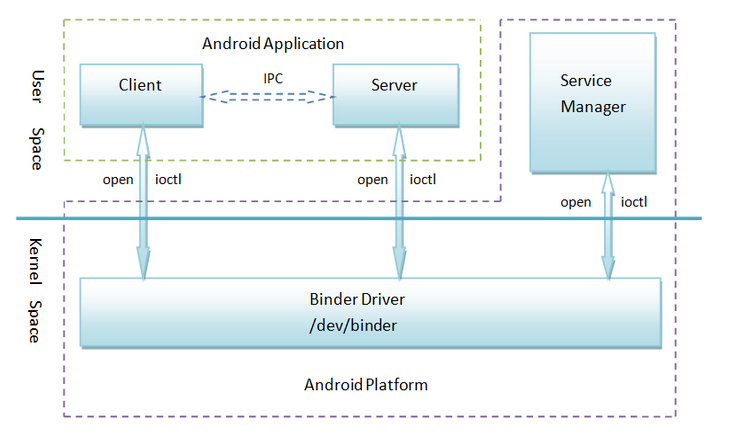 Android Application
Client
IPC
Server
Service
Manager
User Space
open ioctl
open ioctl
open ioctl
Kernel Space
Binder Driver
/dev/binder
Android Platform